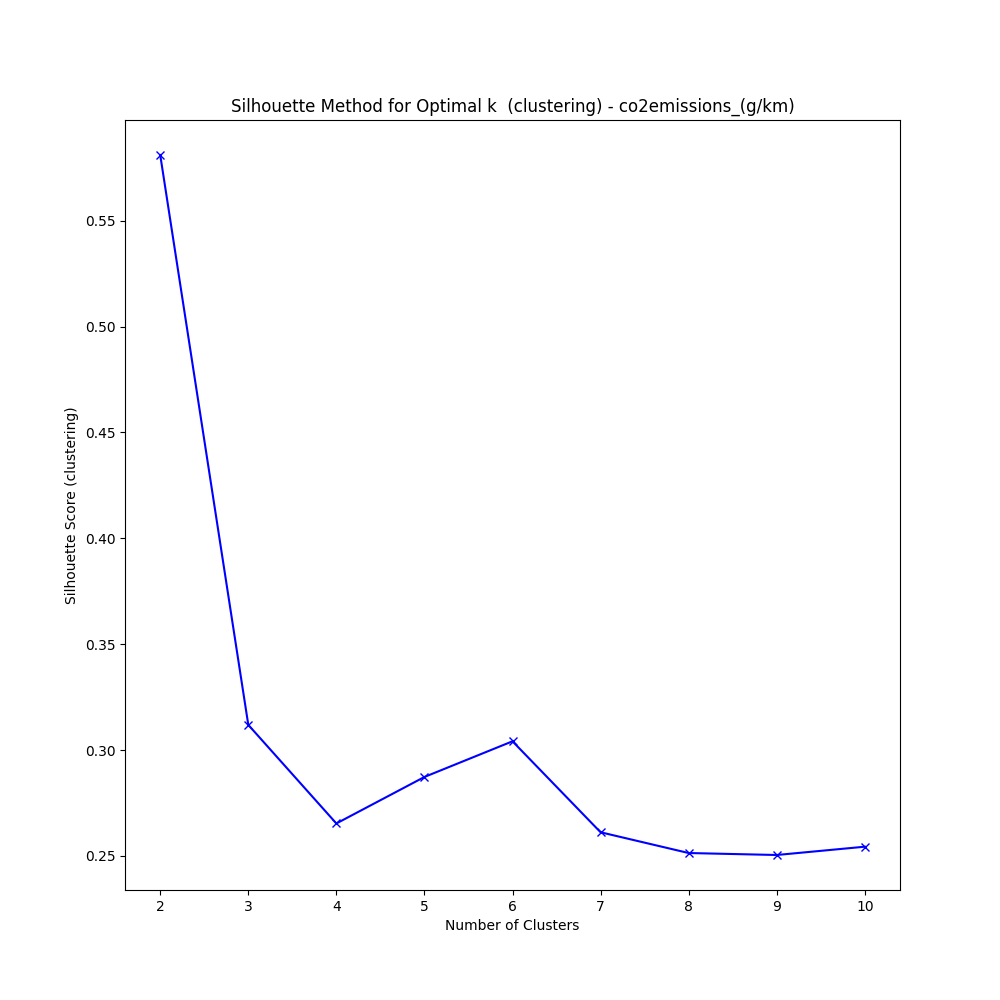 Silhouette Method for Optimal k  (clustering) - co2emissions_(g/km)
Silhouette Score (clustering)
0.55
0.50
0.45
0.40
0.35
0.30
0.25
2 3 4 5 6 7 8 9 10
Number of Clusters